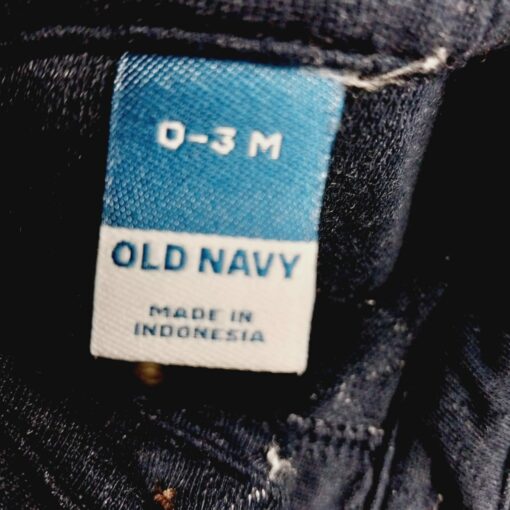 0-3 M
OLD NAVY
MADE IN
INDONESIA